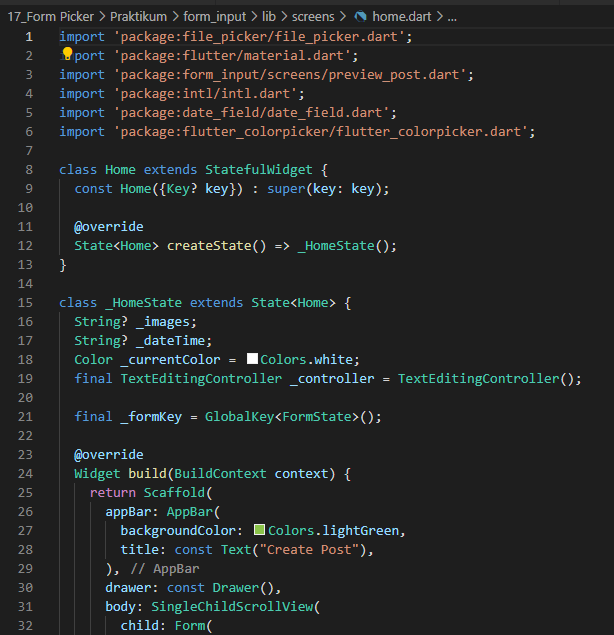 17_Form Picker > Praktikum > form_input > lib > screens > home.dart > ...
1 import 'package:file_picker/file_picker.dart';
2 import 'package:flutter/material.dart';
3 import 'package:form_input/screens/preview_post.dart';
4 import 'package:intl/intl.dart';
5 import 'package:date_field/date_field.dart';
6 import 'package:flutter_colorpicker/flutter_colorpicker.dart';
7
8 class Home extends StatefulWidget {
9   const Home({Key? key}) : super(key: key);
10
11   @override
12   State<Home> createState() => _HomeState();
13 }
14
15 class _HomeState extends State<Home> {
16   String? _images;
17   String? _dateTime;
18   Color _currentColor = Colors.white;
19   final TextEditingController _controller = TextEditingController();
20
21   final _formKey = GlobalKey<FormState>();
22
23   @override
24   Widget build(BuildContext context) {
25     return Scaffold(
26       appBar: AppBar(
27         backgroundColor: Colors.lightGreen,
28         title: const Text("Create Post"),
29       ), // AppBar
30       drawer: const Drawer(),
31       body: SingleChildScrollView(
32         child: Form(